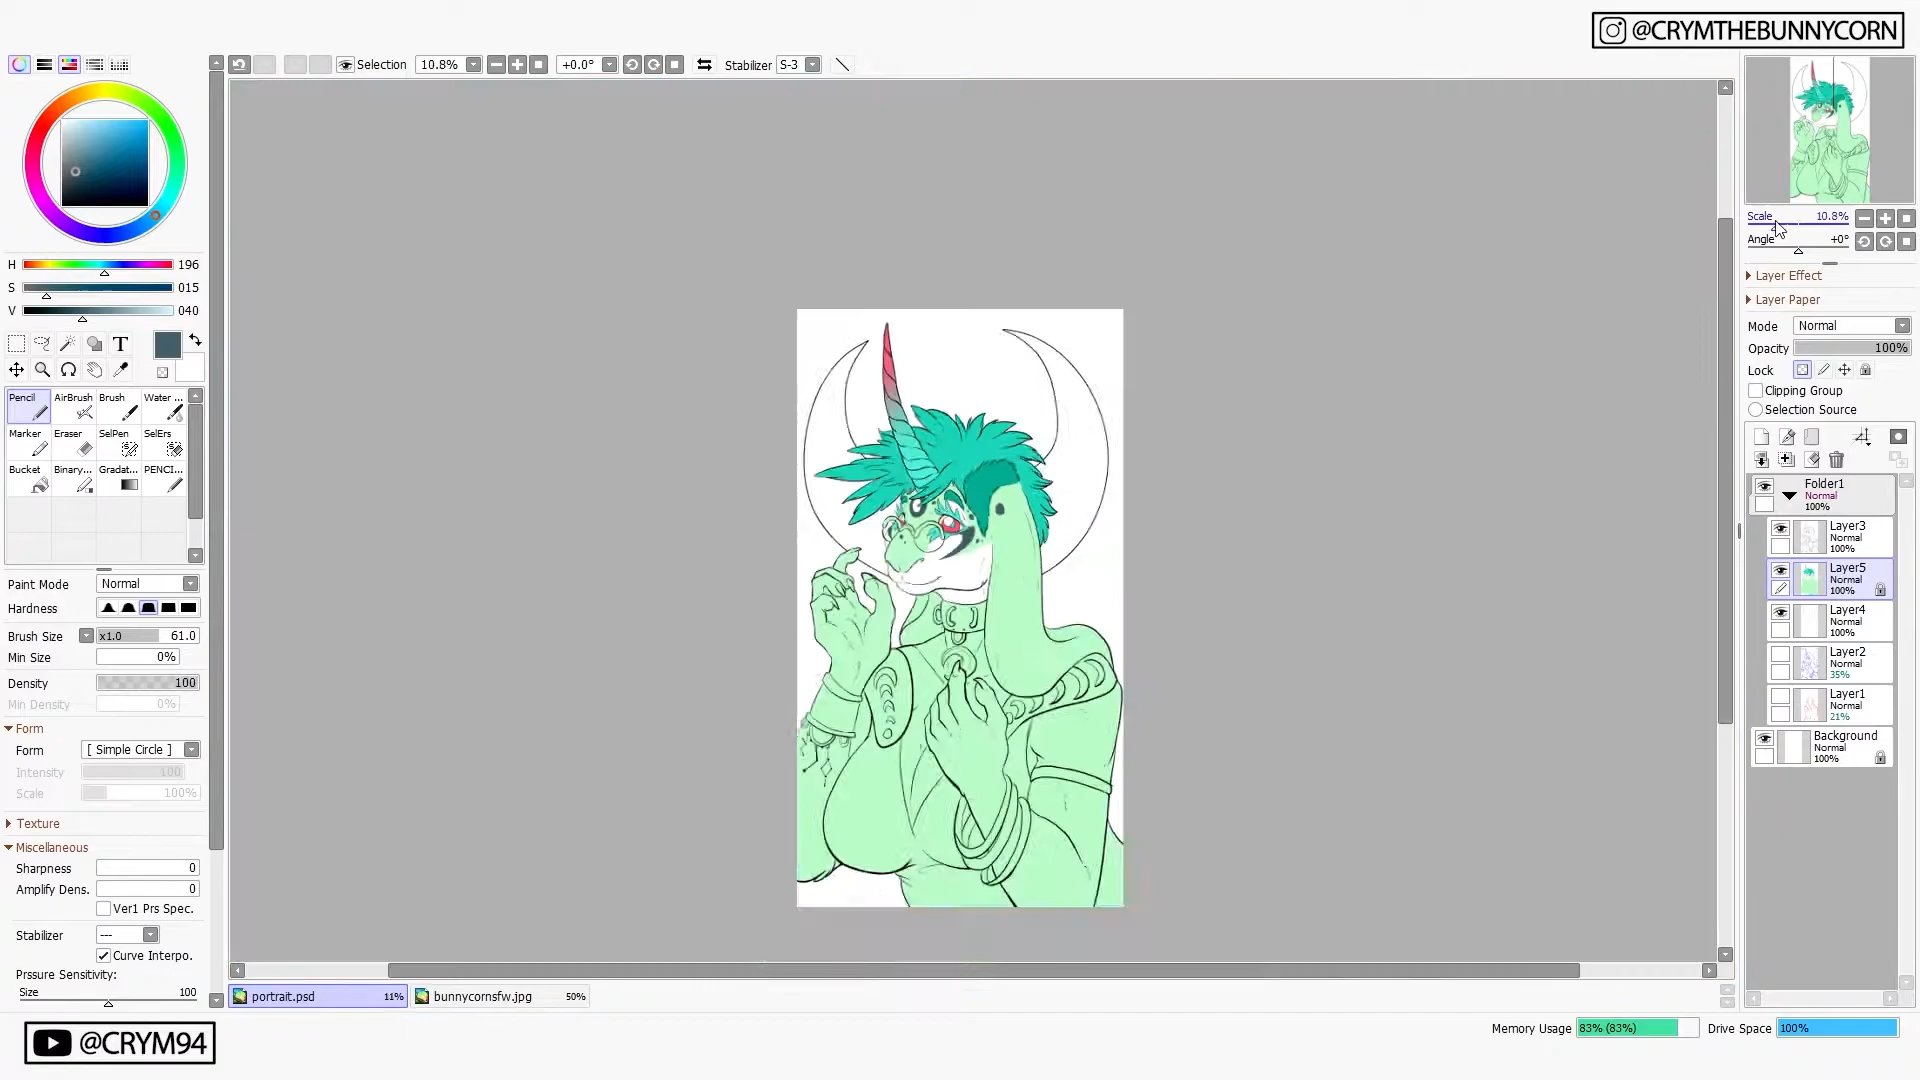 @CRYMTHEBUNNYCORN
Selection 10.8% +0.0° Stabilizer S-3
Scale 10.8%
Angle +0°
H 196
S 015
V 040
T
Pencil AirBrush Brush Water ...
Marker Eraser SelPen SelErs
Bucket Binary... Gradat... PENCI...
Paint Mode Normal
Hardness
Brush Size x1.0 61.0
Min Size 0%
Density 100
Min Density 0%
Form
Form [ Simple Circle ]
Intensity 100
Scale 100%
Texture
Miscellaneous
Sharpness 0
Amplify Dens. 0
Ver1 Prs Spec.
Stabilizer ---
Curve Interpo.
Prssure Sensitivity:
Size 100
Layer Effect
Layer Paper
Mode Normal
Opacity 100%
Lock
Clipping Group
Selection Source
Folder1
Normal
100%
Layer3
Normal
100%
Layer5
Normal
100%
Layer4
Normal
100%
Layer2
Normal
35%
Layer1
Normal
21%
Background
Normal
100%
portrait.psd 11% bunnycornsfw.jpg 50%
Memory Usage 83% (83%) Drive Space 100%
@CRYM94